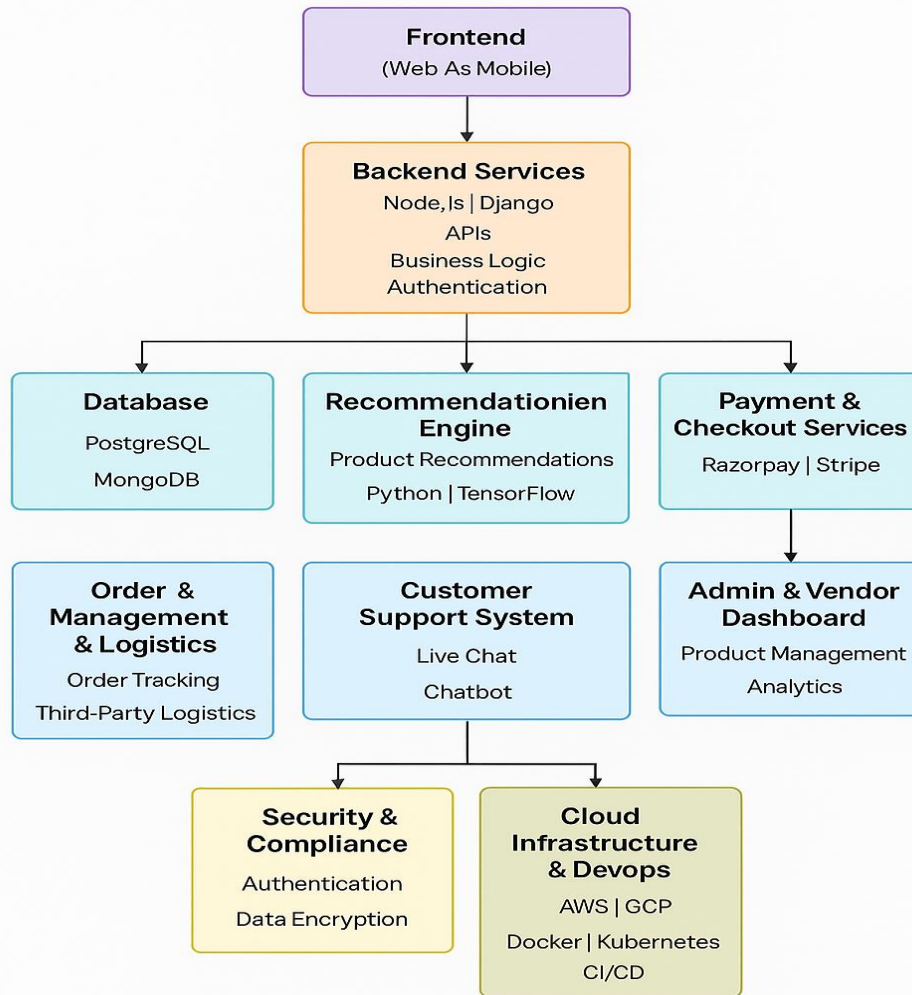 Frontend
(Web As Mobile)
Backend Services
Node,Is | Django
APIs
Business Logic
Authentication
Database
PostgreSQL
MongoDB
Recommendationien
Engine
Product Recommendations
Python | TensorFlow
Payment &
Checkout Services
Razorpay | Stripe
Order &
Management
& Logistics
Order Tracking
Third-Party Logistics
Customer
Support System
Live Chat
Chatbot
Admin & Vendor
Dashboard
Product Management
Analytics
Security &
Compliance
Authentication
Data Encryption
Cloud
Infrastructure
& Devops
AWS | GCP
Docker | Kubernetes
CI/CD